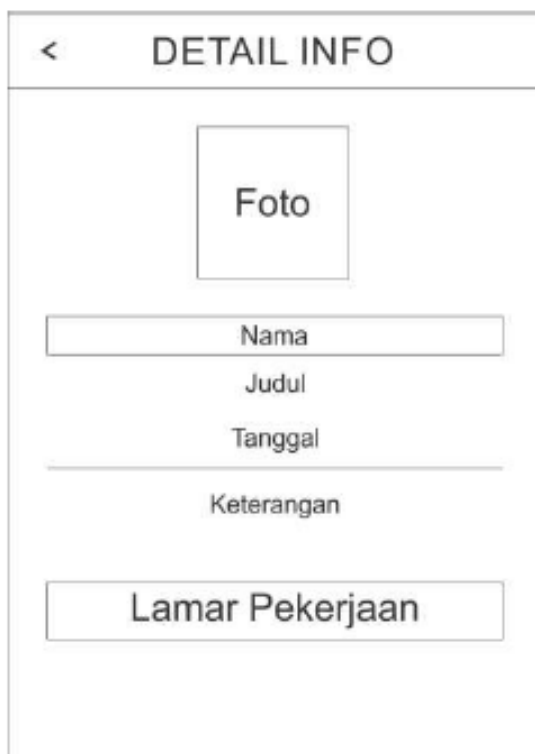 < DETAIL INFO
Foto
Nama
Judul
Tanggal
Keterangan
Lamar Pekerjaan